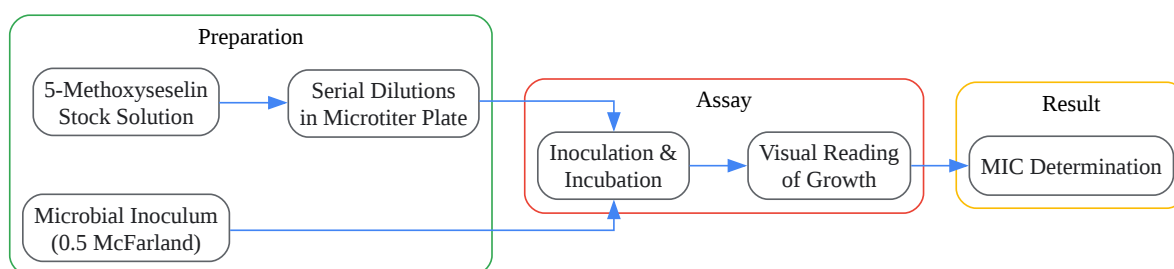 Preparation
5-Methoxyseselin
Stock Solution
Serial Dilutions
in Microtiter Plate
Microbial Inoculum
(0.5 McFarland)
Assay
Inoculation &
Incubation
Visual Reading
of Growth
Result
MIC Determination